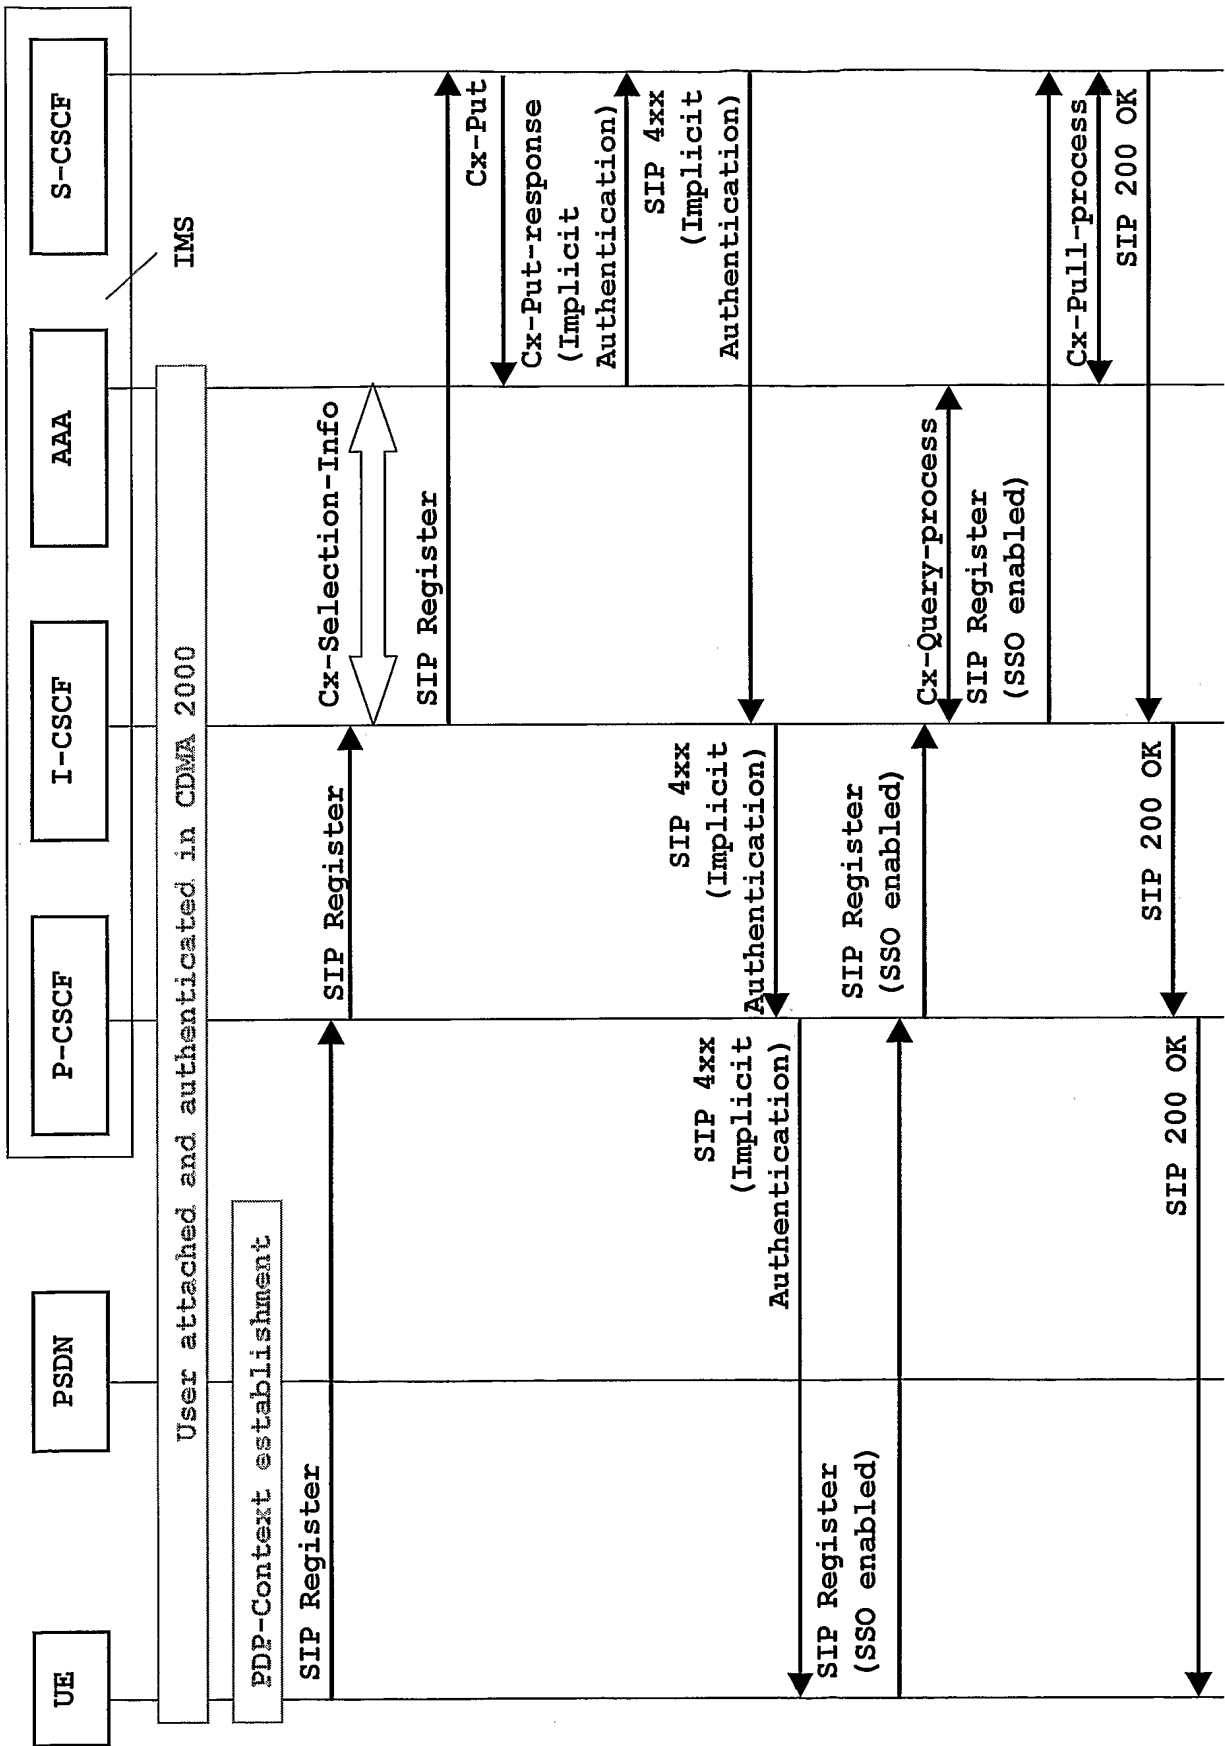 UE
PSDN
P-CSCF
I-CSCF
AAA
S-CSCF
IMS
User attached and authenticated in CDMA 2000
PDP-Context establishment
SIP Register
SIP Register
Cx-Selection-Info
SIP Register
Cx-Put
Cx-Put-response
(Implicit
Authentication)
SIP 4xx
(Implicit
Authentication)
SIP 4xx
(Implicit
Authentication)
SIP 4xx
(Implicit
Authentication)
SIP Register
(SSO enabled)
SIP Register
(SSO enabled)
Cx-Query-process
SIP Register
(SSO enabled)
Cx-Pull-process
SIP 200 OK
SIP 200 OK
SIP 200 OK